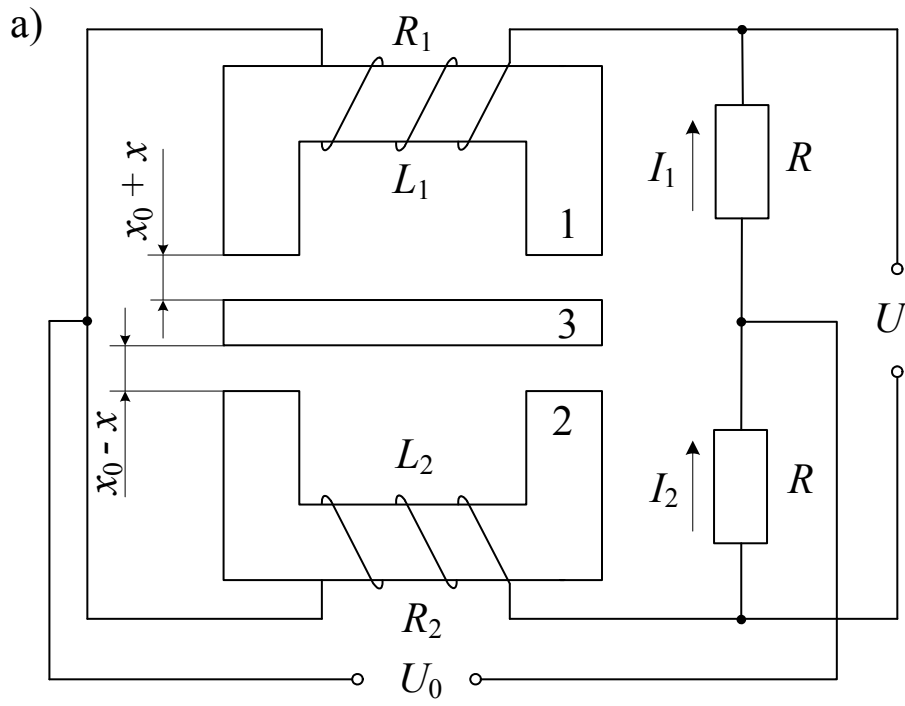 a)
R₁
L₁
I₁
R
x₀ + x
1
3
U
2
x₀ - x
L₂
I₂
R
R₂
U₀